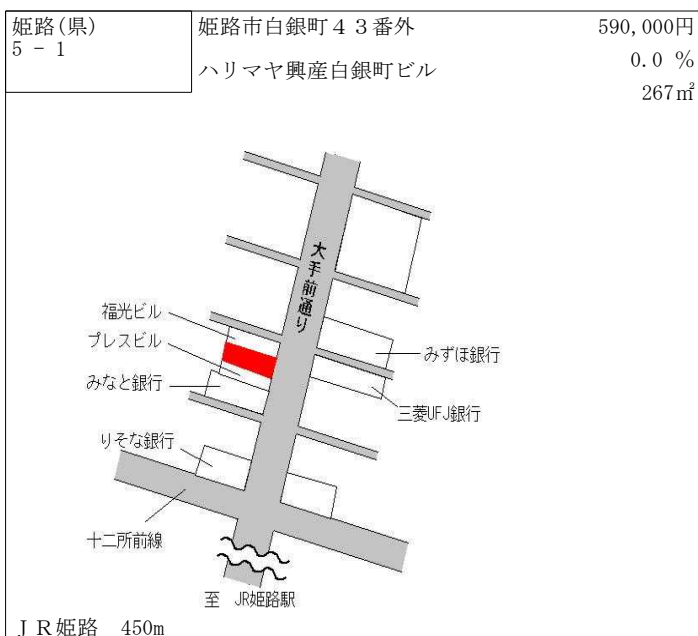 姫路(県)
5 － 1
姫路市白銀町４３番外
ハリマヤ興産白銀町ビル
590,000円
0.0 %
267㎡
大手前通り
福光ビル
プレスビル
みなと銀行
りそな銀行
みずほ銀行
三菱UFJ銀行
十二所前線
至 JR姫路駅
ＪＲ姫路 450m